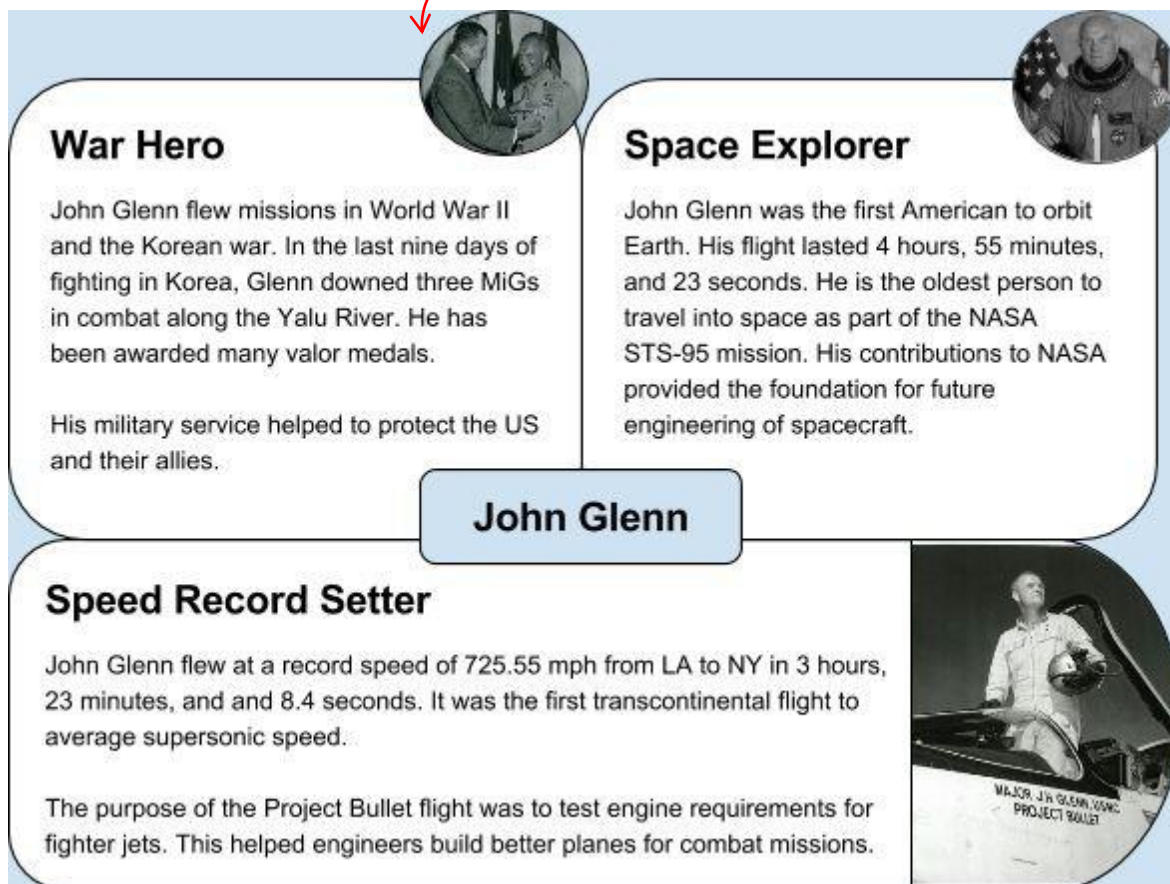 War Hero
John Glenn flew missions in World War II
and the Korean war. In the last nine days of
fighting in Korea, Glenn downed three MiGs
in combat along the Yalu River. He has
been awarded many valor medals.
His military service helped to protect the US
and their allies.
Space Explorer
John Glenn was the first American to orbit
Earth. His flight lasted 4 hours, 55 minutes,
and 23 seconds. He is the oldest person to
travel into space as part of the NASA
STS-95 mission. His contributions to NASA
provided the foundation for future
engineering of spacecraft.
John Glenn
Speed Record Setter
John Glenn flew at a record speed of 725.55 mph from LA to NY in 3 hours,
23 minutes, and and 8.4 seconds. It was the first transcontinental flight to
average supersonic speed.
The purpose of the Project Bullet flight was to test engine requirements for
fighter jets. This helped engineers build better planes for combat missions.
MAJOR J.H. GLENN, USMC
PROJECT BULLET